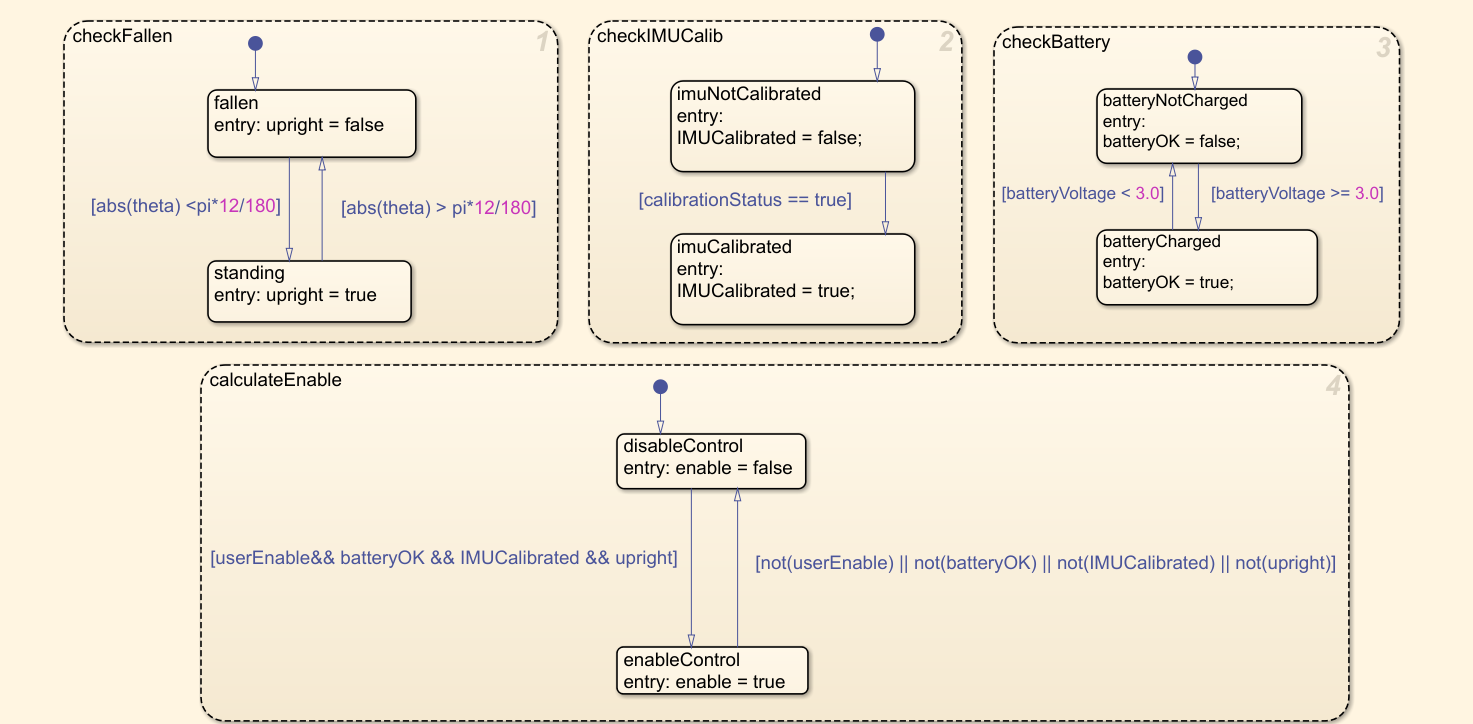 checkFallen
1
fallen
entry: upright = false
[abs(theta) <pi*12/180]
[abs(theta) > pi*12/180]
standing
entry: upright = true
checkIMUCalib
2
imuNotCalibrated
entry:
IMUCalibrated = false;
[calibrationStatus == true]
imuCalibrated
entry:
IMUCalibrated = true;
checkBattery
3
batteryNotCharged
entry:
batteryOK = false;
[batteryVoltage < 3.0]
[batteryVoltage >= 3.0]
batteryCharged
entry:
batteryOK = true;
calculateEnable
4
disableControl
entry: enable = false
[userEnable&& batteryOK && IMUCalibrated && upright]
[not(userEnable) || not(batteryOK) || not(IMUCalibrated) || not(upright)]
enableControl
entry: enable = true